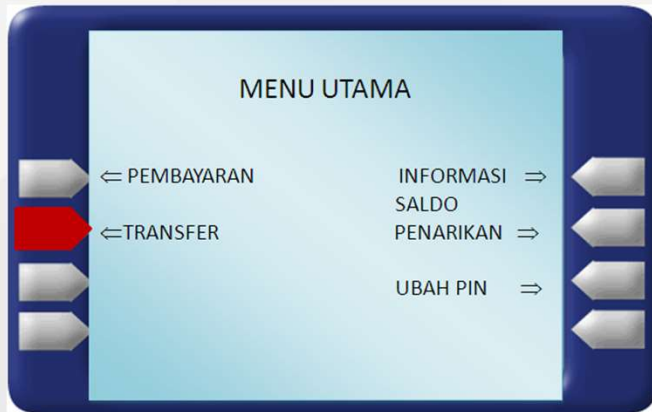 MENU UTAMA
⇐ PEMBAYARAN
INFORMASI ⇒
SALDO
⇐TRANSFER
PENARIKAN ⇒
UBAH PIN ⇒